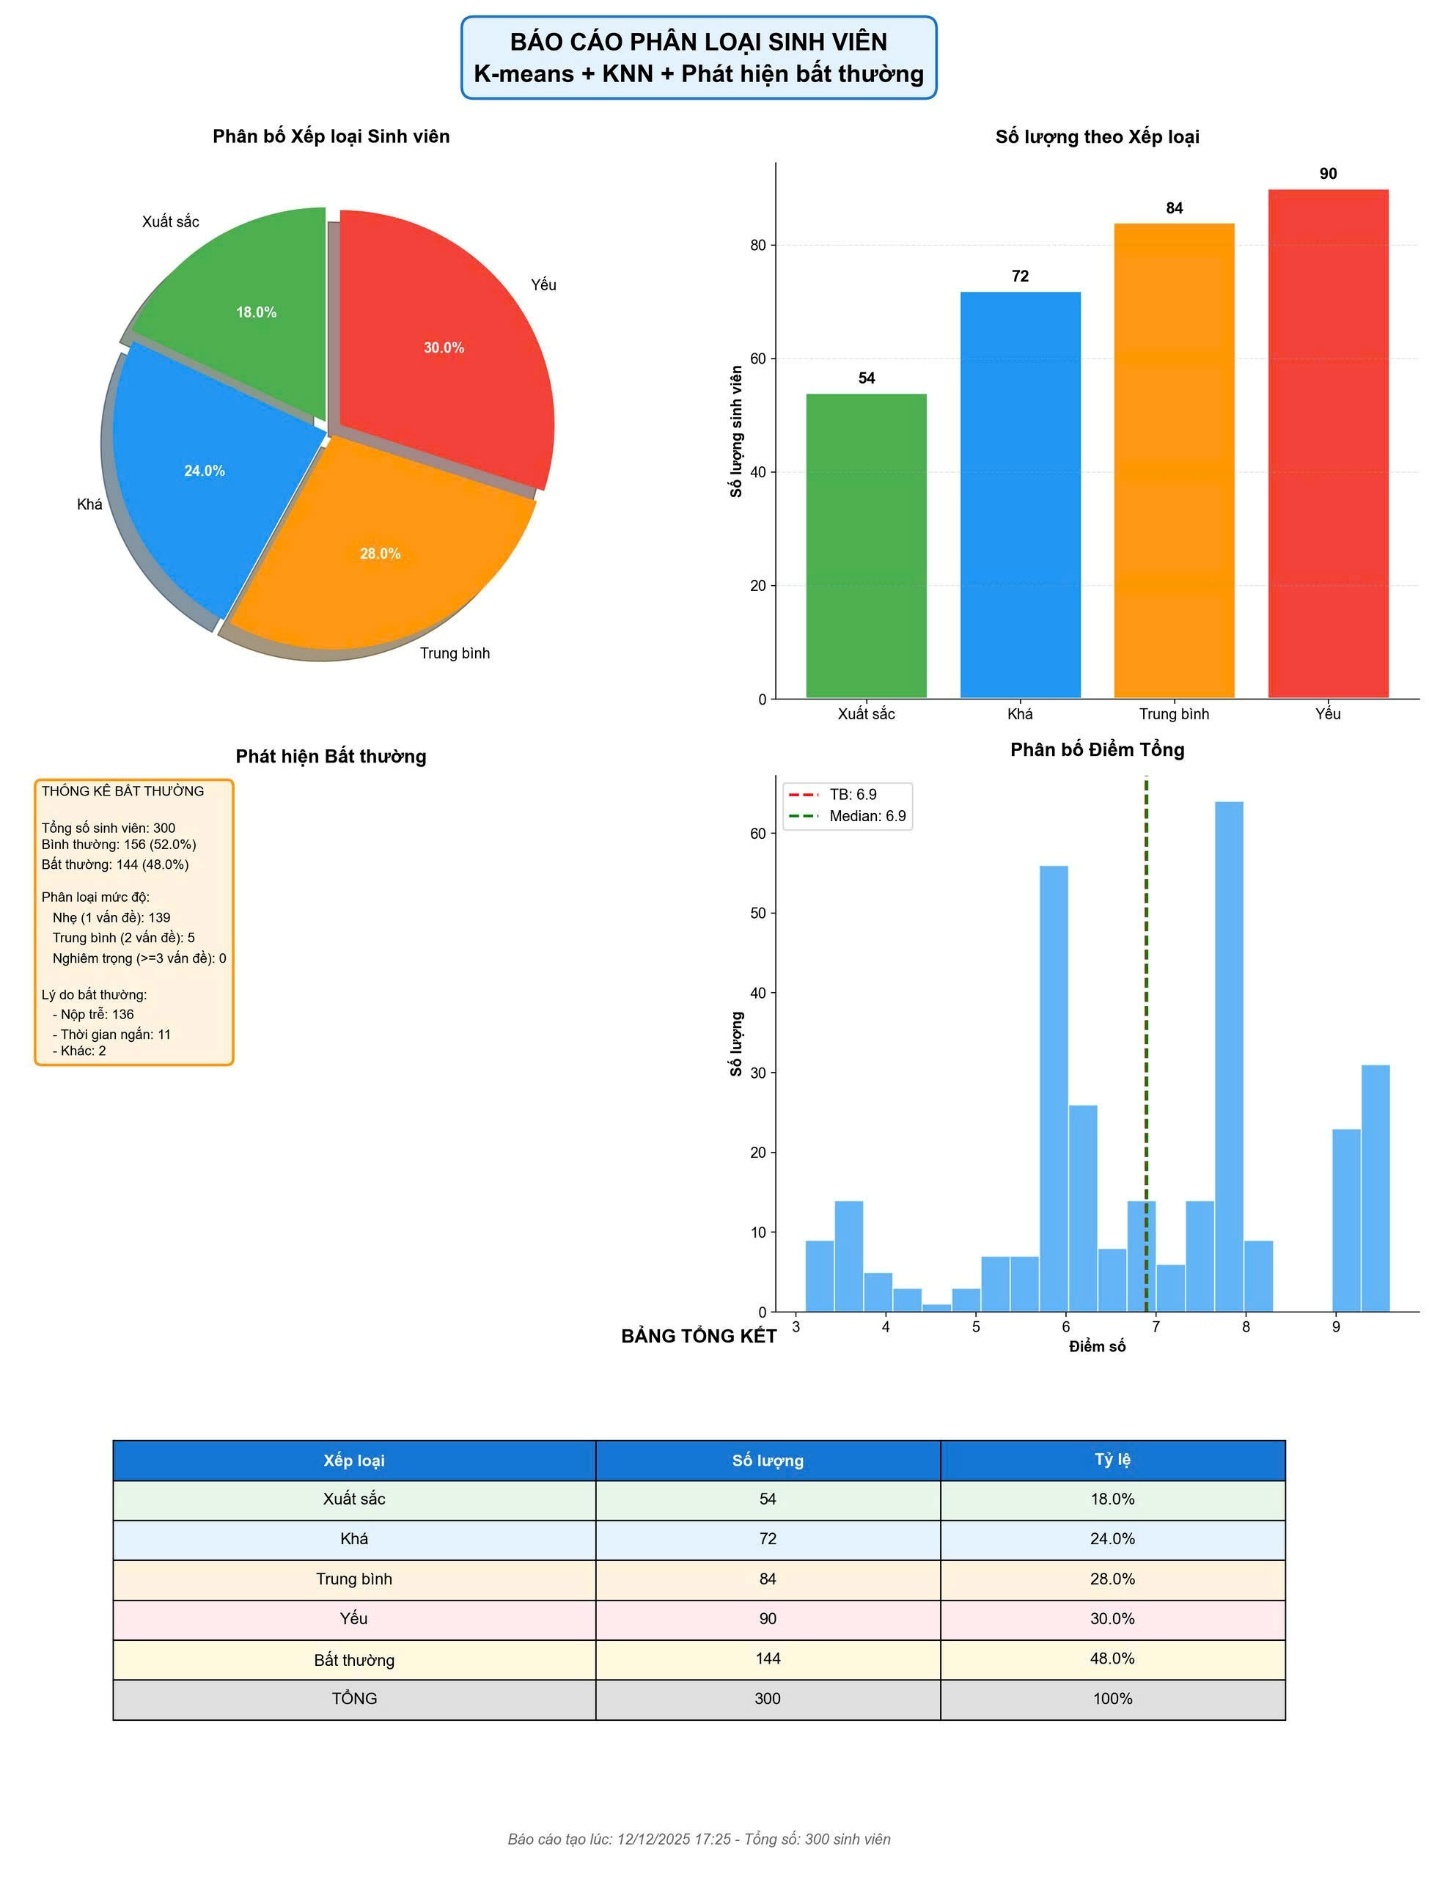 BÁO CÁO PHÂN LOẠI SINH VIÊN
K-means + KNN + Phát hiện bất thường
Phân bố Xếp loại Sinh viên
Xuất sắc
18.0%
Yếu
30.0%
Khá
24.0%
28.0%
Trung bình
Số lượng theo Xếp loại
Số lượng sinh viên
80
60
40
20
0
54
72
84
90
Xuất sắc
Khá
Trung bình
Yếu
Phát hiện Bất thường
THỐNG KÊ BẤT THƯỜNG
Tổng số sinh viên: 300
Bình thường: 156 (52.0%)
Bất thường: 144 (48.0%)
Phân loại mức độ:
Nhẹ (1 vấn đề): 139
Trung bình (2 vấn đề): 5
Nghiêm trọng (>=3 vấn đề): 0
Lý do bất thường:
- Nộp trễ: 136
- Thời gian ngắn: 11
- Khác: 2
Phân bố Điểm Tổng
TB: 6.9
Median: 6.9
Số lượng
60
50
40
30
20
10
0
3 4 5 6 7 8 9
Điểm số
BẢNG TỔNG KẾT
Xếp loại Số lượng Tỷ lệ
Xuất sắc 54 18.0%
Khá 72 24.0%
Trung bình 84 28.0%
Yếu 90 30.0%
Bất thường 144 48.0%
TỔNG 300 100%
Báo cáo tạo lúc: 12/12/2025 17:25 - Tổng số: 300 sinh viên